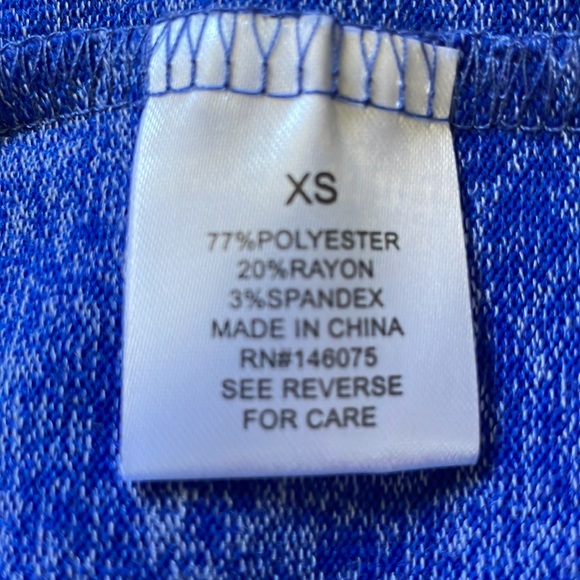 XS
77%POLYESTER
20%RAYON
3%SPANDEX
MADE IN CHINA
RN#146075
SEE REVERSE
FOR CARE